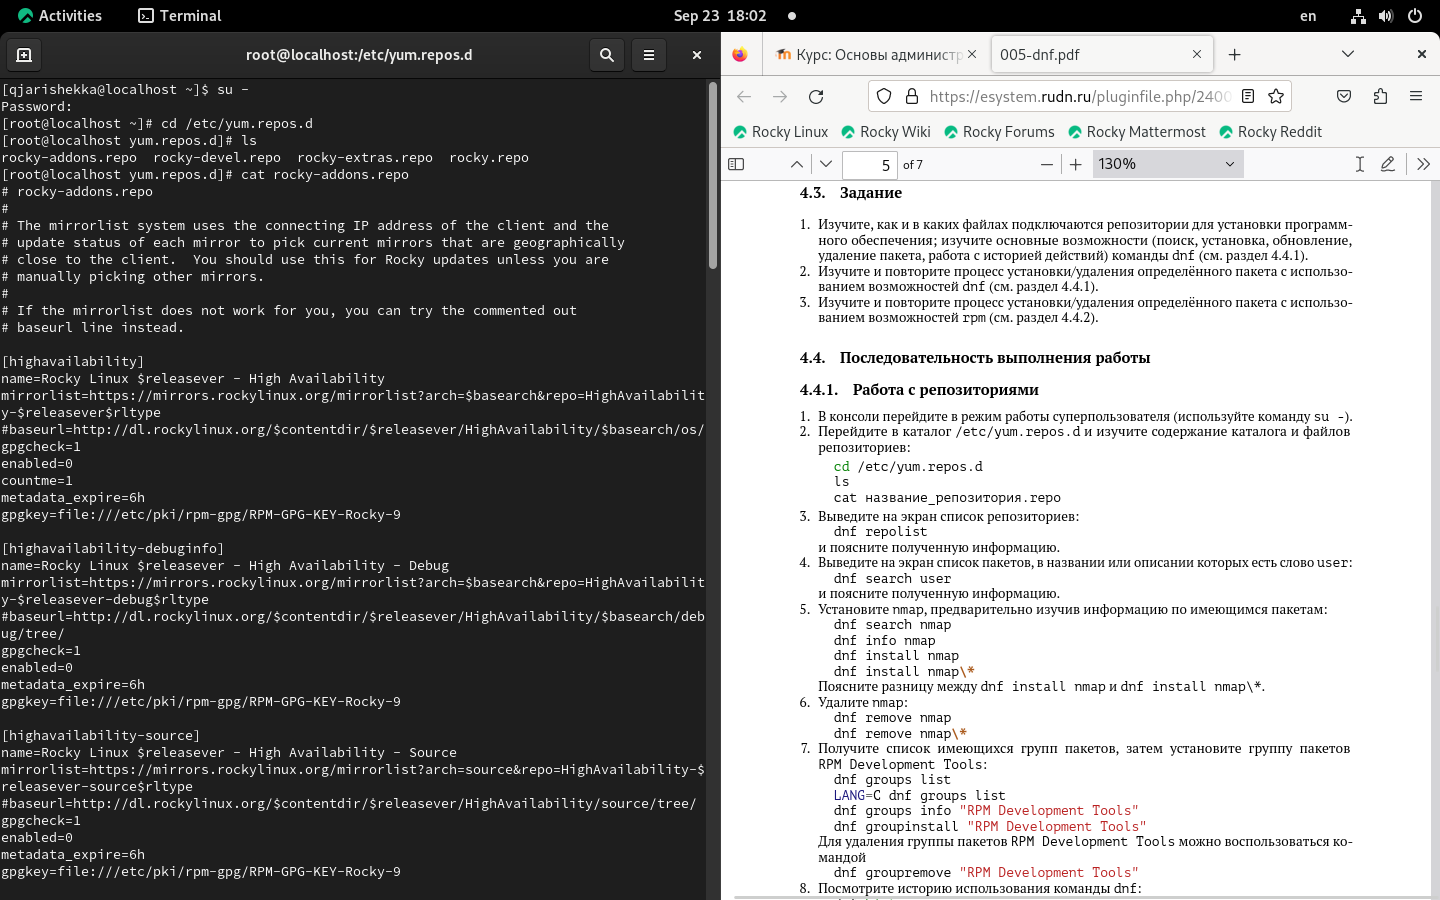 Activities
Terminal
Sep 23  18:02
en
root@localhost:/etc/yum.repos.d
[qjarishekka@localhost ~]$ su -
Password:
[root@localhost ~]# cd /etc/yum.repos.d
[root@localhost yum.repos.d]# ls
rocky-addons.repo  rocky-devel.repo  rocky-extras.repo  rocky.repo
[root@localhost yum.repos.d]# cat rocky-addons.repo
# rocky-addons.repo
#
# The mirrorlist system uses the connecting IP address of the client and the
# update status of each mirror to pick current mirrors that are geographically
# close to the client.  You should use this for Rocky updates unless you are
# manually picking other mirrors.
#
# If the mirrorlist does not work for you, you can try the commented out
# baseurl line instead.
[highavailability]
name=Rocky Linux $releasever - High Availability
mirrorlist=https://mirrors.rockylinux.org/mirrorlist?arch=$basearch&repo=HighAvailabilit
y-$releasever$rltype
#baseurl=http://dl.rockylinux.org/$contentdir/$releasever/HighAvailability/$basearch/os/
gpgcheck=1
enabled=0
countme=1
metadata_expire=6h
gpgkey=file:///etc/pki/rpm-gpg/RPM-GPG-KEY-Rocky-9
[highavailability-debuginfo]
name=Rocky Linux $releasever - High Availability - Debug
mirrorlist=https://mirrors.rockylinux.org/mirrorlist?arch=$basearch&repo=HighAvailabilit
y-$releasever-debug$rltype
#baseurl=http://dl.rockylinux.org/$contentdir/$releasever/HighAvailability/$basearch/deb
ug/tree/
gpgcheck=1
enabled=0
metadata_expire=6h
gpgkey=file:///etc/pki/rpm-gpg/RPM-GPG-KEY-Rocky-9
[highavailability-source]
name=Rocky Linux $releasever - High Availability - Source
mirrorlist=https://mirrors.rockylinux.org/mirrorlist?arch=source&repo=HighAvailability-$
releasever-source$rltype
#baseurl=http://dl.rockylinux.org/$contentdir/$releasever/HighAvailability/source/tree/
gpgcheck=1
enabled=0
metadata_expire=6h
gpgkey=file:///etc/pki/rpm-gpg/RPM-GPG-KEY-Rocky-9
Курс: Основы администр
005-dnf.pdf
https://esystem.rudn.ru/pluginfile.php/2400
Rocky Linux
Rocky Wiki
Rocky Forums
Rocky Mattermost
Rocky Reddit
5 of 7
130%
4.3. Задание
1. Изучите, как и в каких файлах подключаются репозитории для установки программ-
ного обеспечения; изучите основные возможности (поиск, установка, обновление,
удаление пакета, работа с историей действий) команды dnf (см. раздел 4.4.1).
2. Изучите и повторите процесс установки/удаления определённого пакета с использо-
ванием возможностей dnf (см. раздел 4.4.1).
3. Изучите и повторите процесс установки/удаления определённого пакета с использо-
ванием возможностей rpm (см. раздел 4.4.2).
4.4. Последовательность выполнения работы
4.4.1. Работа с репозиториями
1. В консоли перейдите в режим работы суперпользователя (используйте команду su -).
2. Перейдите в каталог /etc/yum.repos.d и изучите содержание каталога и файлов
репозиториев:
cd /etc/yum.repos.d
ls
cat название_репозитория.repo
3. Выведите на экран список репозиториев:
dnf repolist
и поясните полученную информацию.
4. Выведите на экран список пакетов, в названии или описании которых есть слово user:
dnf search user
и поясните полученную информацию.
5. Установите nmap, предварительно изучив информацию по имеющимся пакетам:
dnf search nmap
dnf info nmap
dnf install nmap
dnf install nmap\*
Поясните разницу между dnf install nmap и dnf install nmap\*.
6. Удалите nmap:
dnf remove nmap
dnf remove nmap\*
7. Получите список имеющихся групп пакетов, затем установите группу пакетов
RPM Development Tools:
dnf groups list
LANG=C dnf groups list
dnf groups info "RPM Development Tools"
dnf groupinstall "RPM Development Tools"
Для удаления группы пакетов RPM Development Tools можно воспользоваться ко-
мандой
dnf groupremove "RPM Development Tools"
8. Посмотрите историю использования команды dnf: